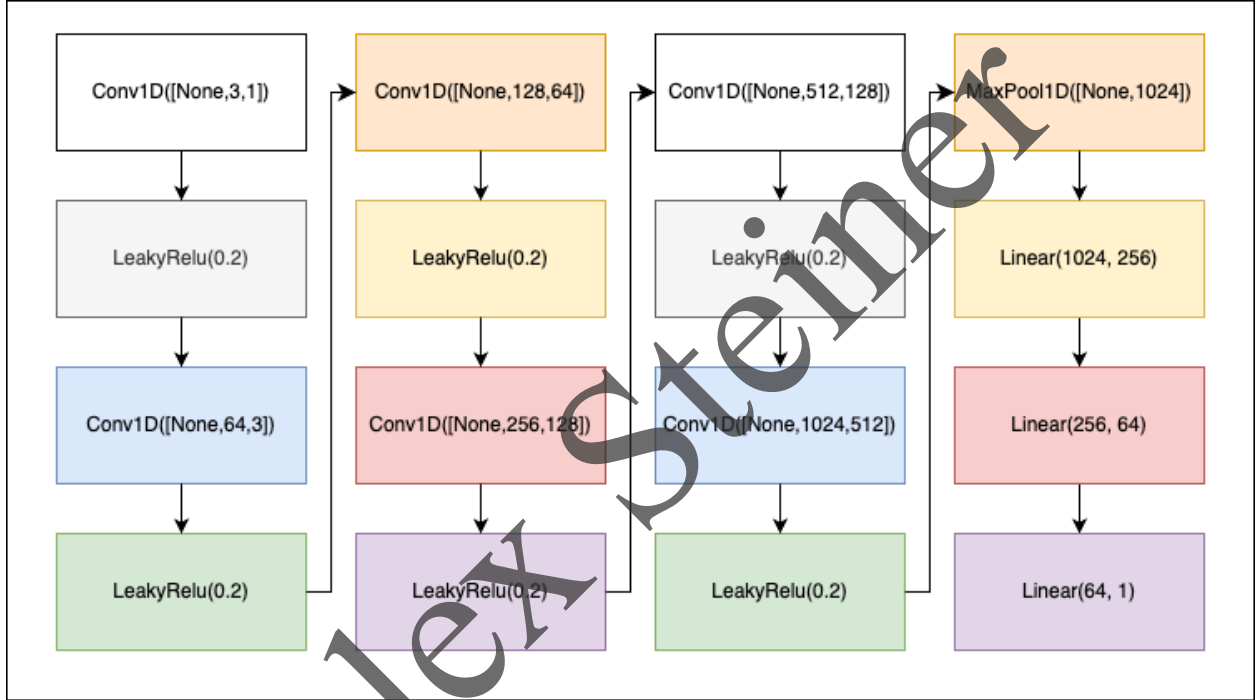 Conv1D([None,3,1])
LeakyRelu(0.2)
Conv1D([None,64,3])
LeakyRelu(0.2)
Conv1D([None,128,64])
LeakyRelu(0.2)
Conv1D([None,256,128])
LeakyRelu(0.2)
Conv1D([None,512,128])
LeakyRelu(0.2)
Conv1D([None,1024,512])
LeakyRelu(0.2)
MaxPool1D([None,1024])
Linear(1024, 256)
Linear(256, 64)
Linear(64, 1)
lex Steiner